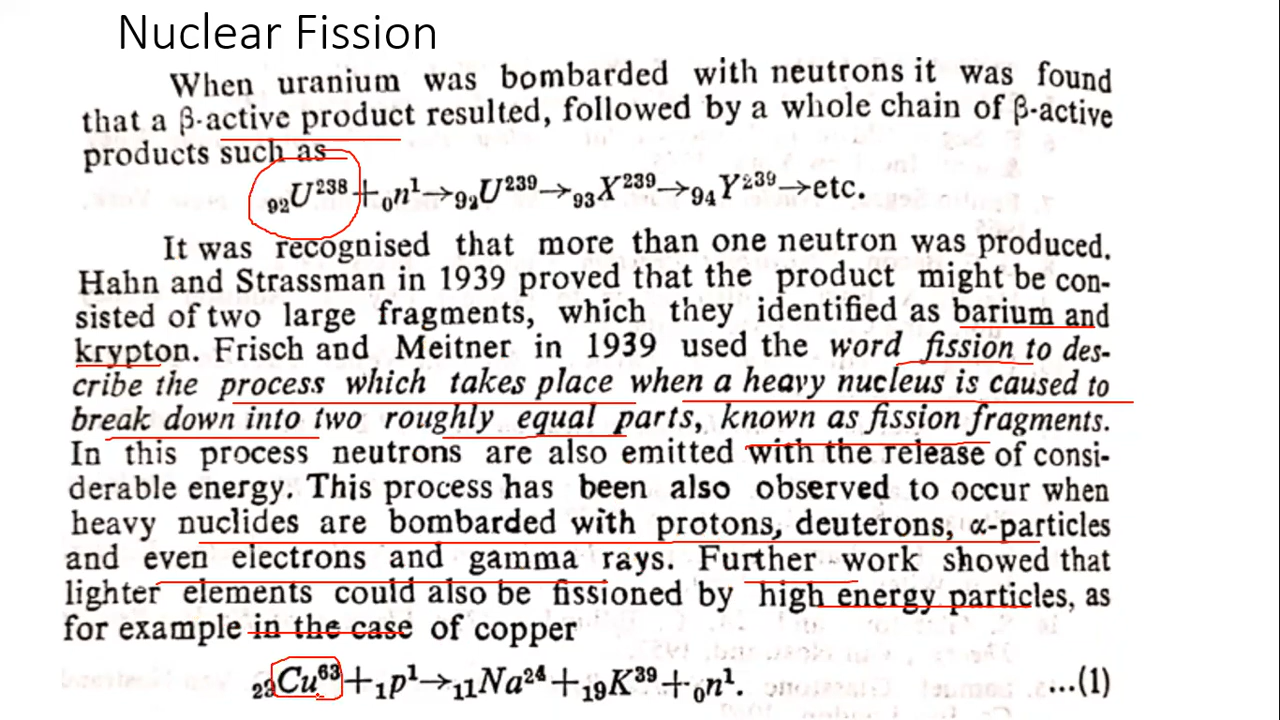 Nuclear Fission
When uranium was bombarded with neutrons it was found
that a β-active product resulted, followed by a whole chain of β-active
products such as
₉₂U²³⁸+₀n¹→₉₂U²³⁹→₉₃X²³⁹→₉₄Y²³⁹→etc.
It was recognised that more than one neutron was produced.
Hahn and Strassman in 1939 proved that the product might be con-
sisted of two large fragments, which they identified as barium and
krypton. Frisch and Meitner in 1939 used the word fission to des-
cribe the process which takes place when a heavy nucleus is caused to
break down into two roughly equal parts, known as fission fragments.
In this process neutrons are also emitted with the release of consi-
derable energy. This process has been also observed to occur when
heavy nuclides are bombarded with protons, deuterons, α-particles
and even electrons and gamma rays. Further work showed that
lighter elements could also be fissioned by high energy particles, as
for example in the case of copper
₂₃Cu⁶³+₁p¹→₁₁Na²⁴+₁₉K³⁹+₀n¹. ...(1)